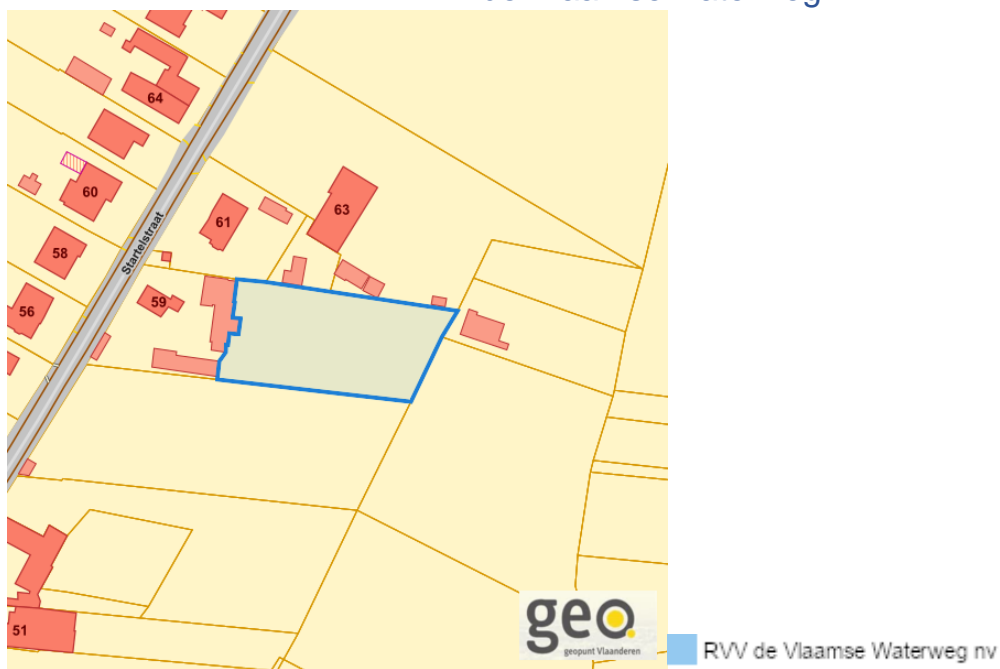 64
60
63
61
Startelstraat
58
59
56
51
geo
geopunt Vlaanderen
RVV de Vlaamse Waterweg nv